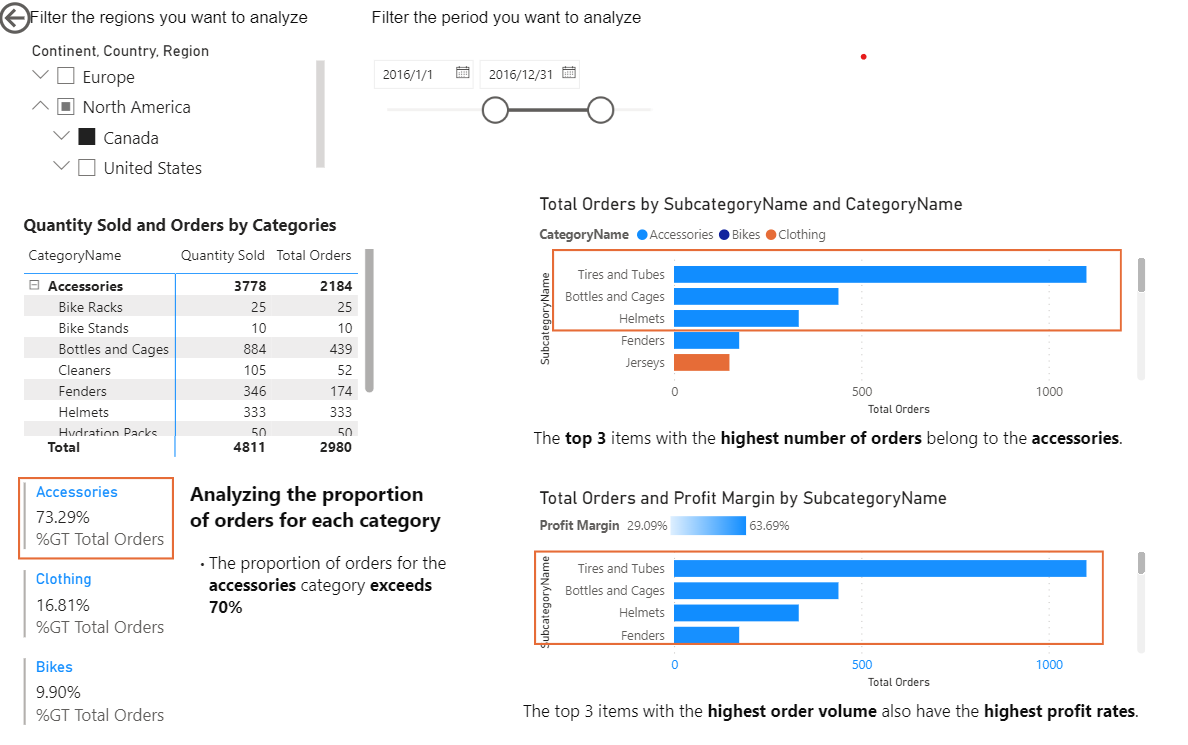 Filter the regions you want to analyze
Filter the period you want to analyze
Continent, Country, Region
Europe
North America
Canada
United States
2016/1/1
2016/12/31
Quantity Sold and Orders by Categories
CategoryName Quantity Sold Total Orders
Accessories 3778 2184
Bike Racks 25 25
Bike Stands 10 10
Bottles and Cages 884 439
Cleaners 105 52
Fenders 346 174
Helmets 333 333
Hydration Packs 50 50
Total 4811 2980
Accessories
73.29%
%GT Total Orders
Clothing
16.81%
%GT Total Orders
Bikes
9.90%
%GT Total Orders
Analyzing the proportion
of orders for each category
• The proportion of orders for the
accessories category exceeds
70%
Total Orders by SubcategoryName and CategoryName
CategoryName Accessories Bikes Clothing
SubcategoryName
Tires and Tubes
Bottles and Cages
Helmets
Fenders
Jerseys
0 500 1000
Total Orders
The top 3 items with the highest number of orders belong to the accessories.
Total Orders and Profit Margin by SubcategoryName
Profit Margin 29.09% 63.69%
SubcategoryName
Tires and Tubes
Bottles and Cages
Helmets
Fenders
0 500 1000
Total Orders
The top 3 items with the highest order volume also have the highest profit rates.